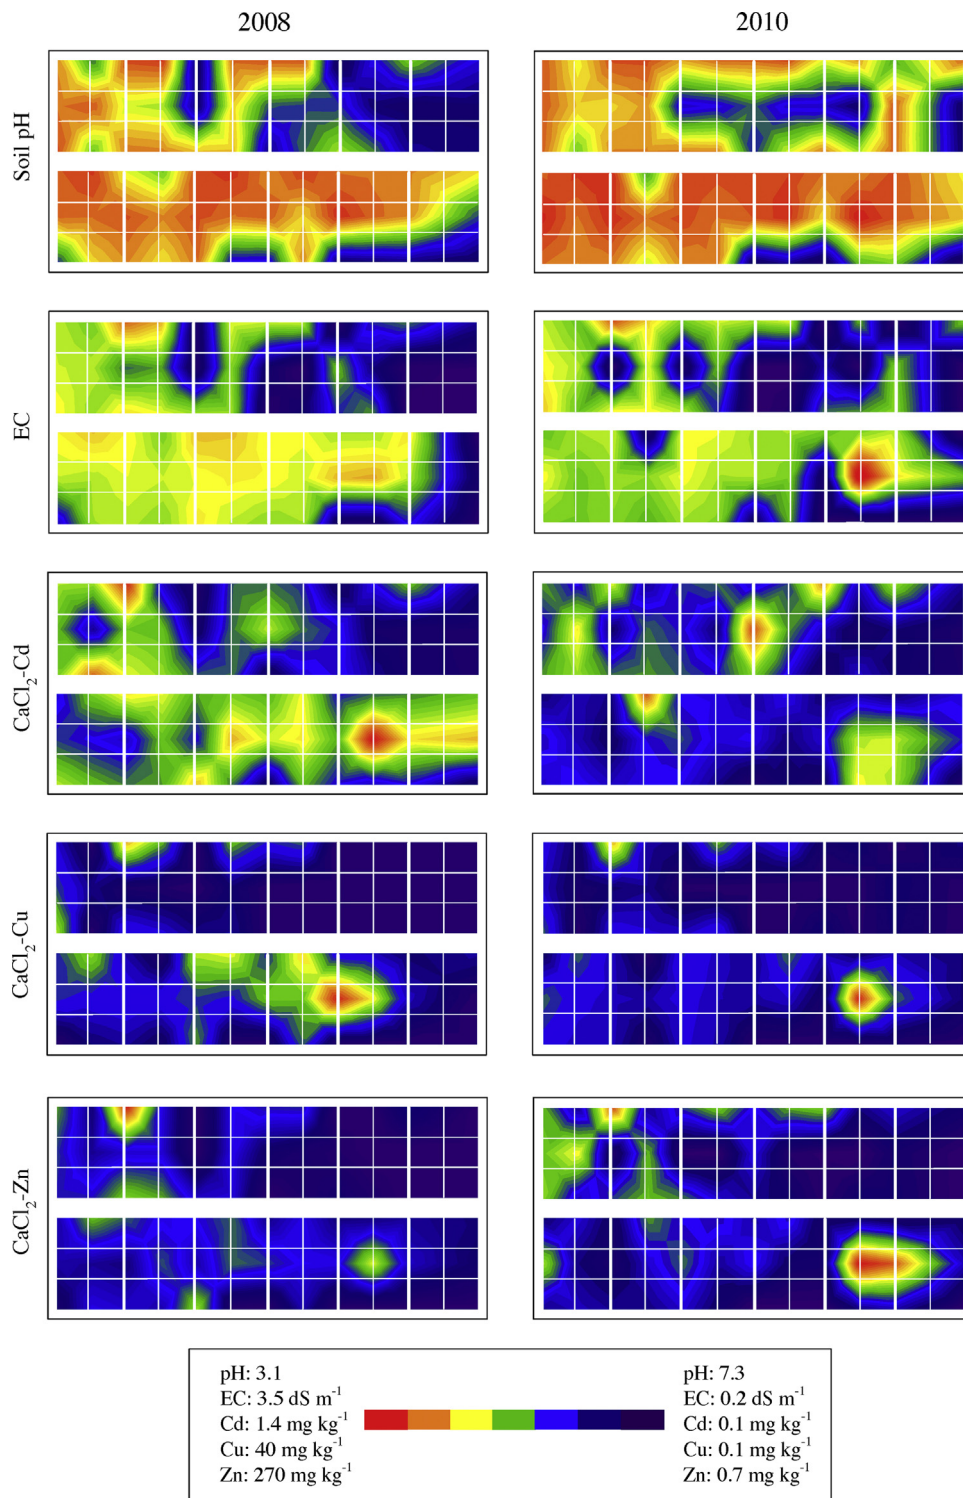 2008 2010
Soil pH
EC
CaCl₂-Cd
CaCl₂-Cu
CaCl₂-Zn
pH: 3.1
EC: 3.5 dS m⁻¹
Cd: 1.4 mg kg⁻¹
Cu: 40 mg kg⁻¹
Zn: 270 mg kg⁻¹
pH: 7.3
EC: 0.2 dS m⁻¹
Cd: 0.1 mg kg⁻¹
Cu: 0.1 mg kg⁻¹
Zn: 0.7 mg kg⁻¹